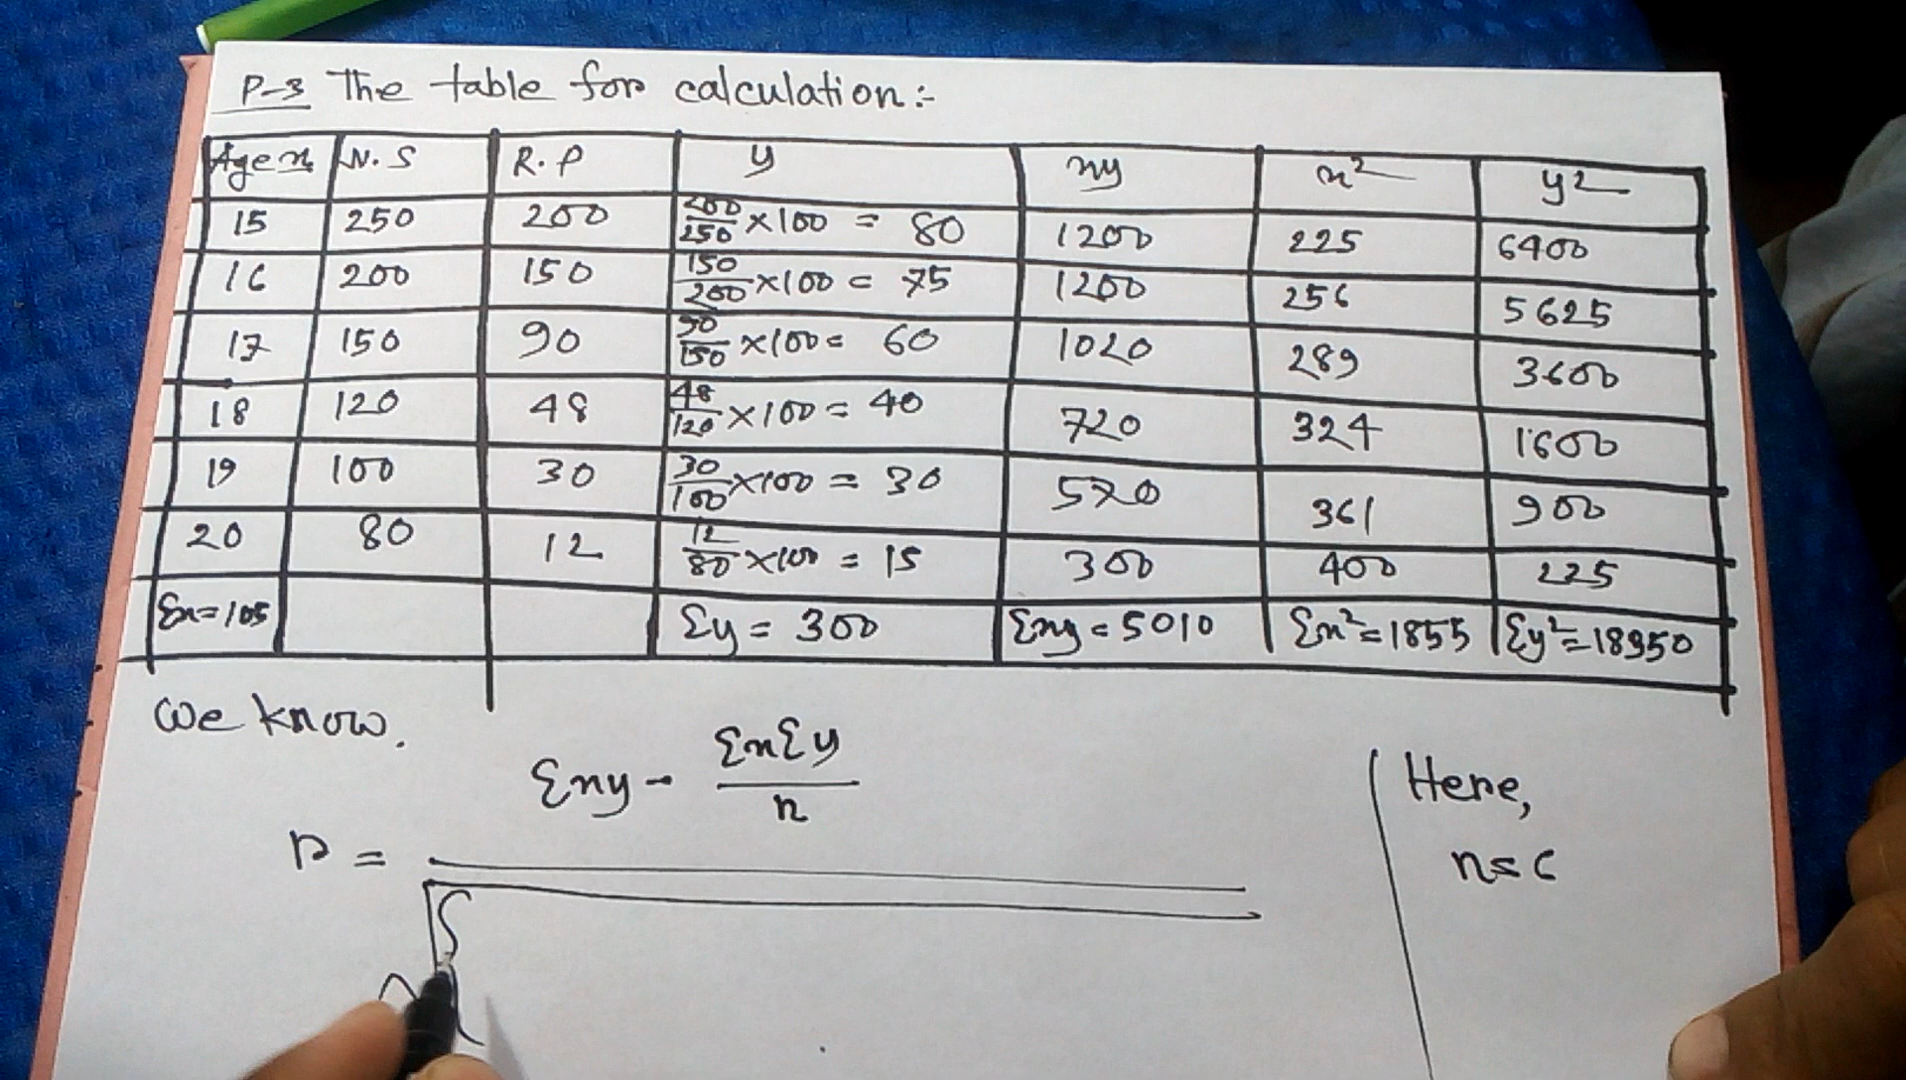 P-3 The table for calculation:-
Age x N.S R.P y xy x² y²
15 250 200 200/250 ×100 = 80 1200 225 6400
16 200 150 150/200 ×100 = 75 1200 256 5625
17 150 90 90/150 ×100 = 60 1020 289 3600
18 120 48 48/120 ×100 = 40 720 324 1600
19 100 30 30/100 ×100 = 30 570 361 900
20 80 12 12/80 ×100 = 15 300 400 225
Σx=105 Σy = 300 Σxy = 5010 Σx²=1855 Σy²=18950
We know,
Σxy - ΣxΣy/n
r =
Here,
n=6